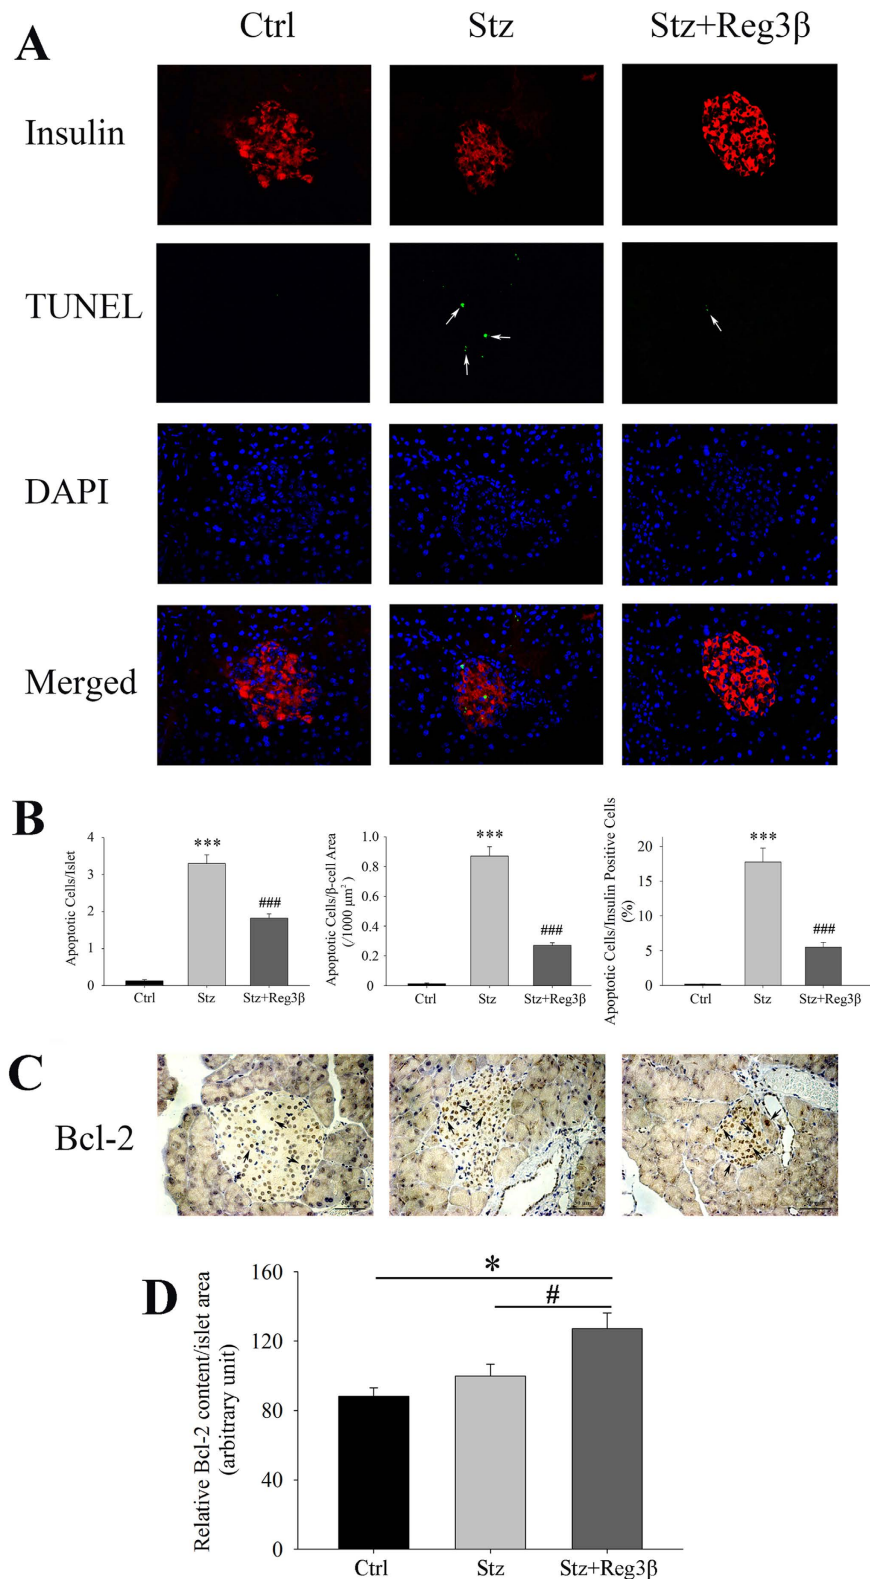 A
Ctrl Stz Stz+Reg3β
Insulin
TUNEL
DAPI
Merged
B
Apoptotic Cells/Islet
4
3
2
1
0
***
###
Ctrl Stz Stz+Reg3β
Apoptotic Cells/β-cell Area
(/1000 μm²)
1.0
0.8
0.6
0.4
0.2
0
***
###
Ctrl Stz Stz+Reg3β
Apoptotic Cells/Insulin Positive Cells
(%)
20
15
10
5
0
***
###
Ctrl Stz Stz+Reg3β
C
Bcl-2
D
Relative Bcl-2 content/islet area
(arbitrary unit)
160
120
80
40
0
*
#
Ctrl Stz Stz+Reg3β